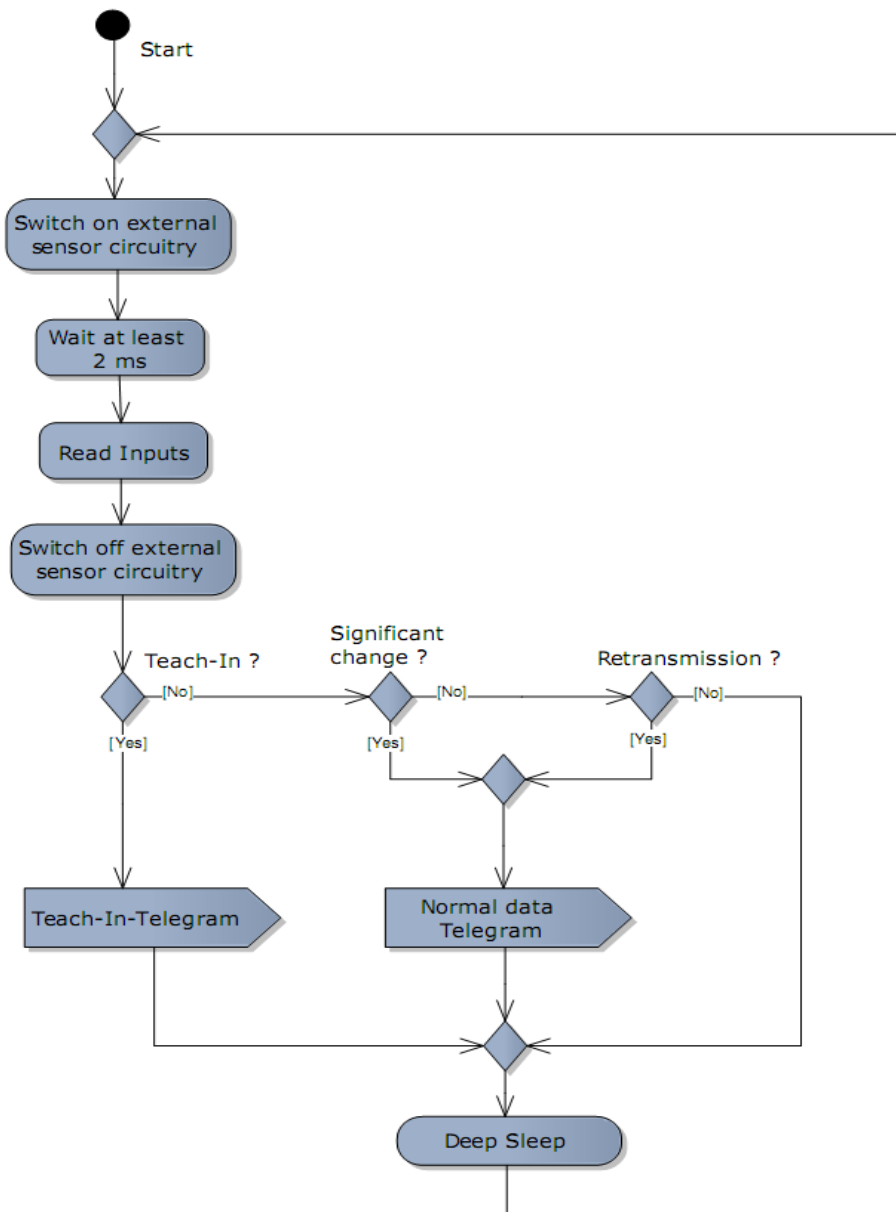 Start
Switch on external
sensor circuitry
Wait at least
2 ms
Read Inputs
Switch off external
sensor circuitry
Teach-In ?
Significant
change ?
Retransmission ?
[No]
[No]
[No]
[Yes]
[Yes]
[Yes]
Teach-In-Telegram
Normal data
Telegram
Deep Sleep